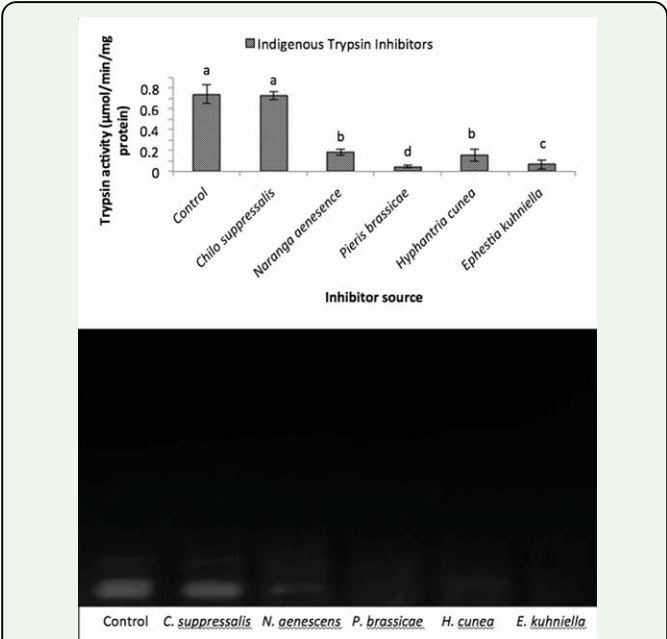 Indigenous Trypsin Inhibitors
Trypsin activity (µmol/min/mg
protein)
0.8
0.6
0.4
0.2
0
a
a
b
d
b
c
Control
Chilo suppressalis
Naranga aenesence
Pieris brassicae
Hyphantria cunea
Ephestia kuhniella
Inhibitor source
Control C. suppressalis N. aenescens P. brassicae H. cunea E. kuhniella